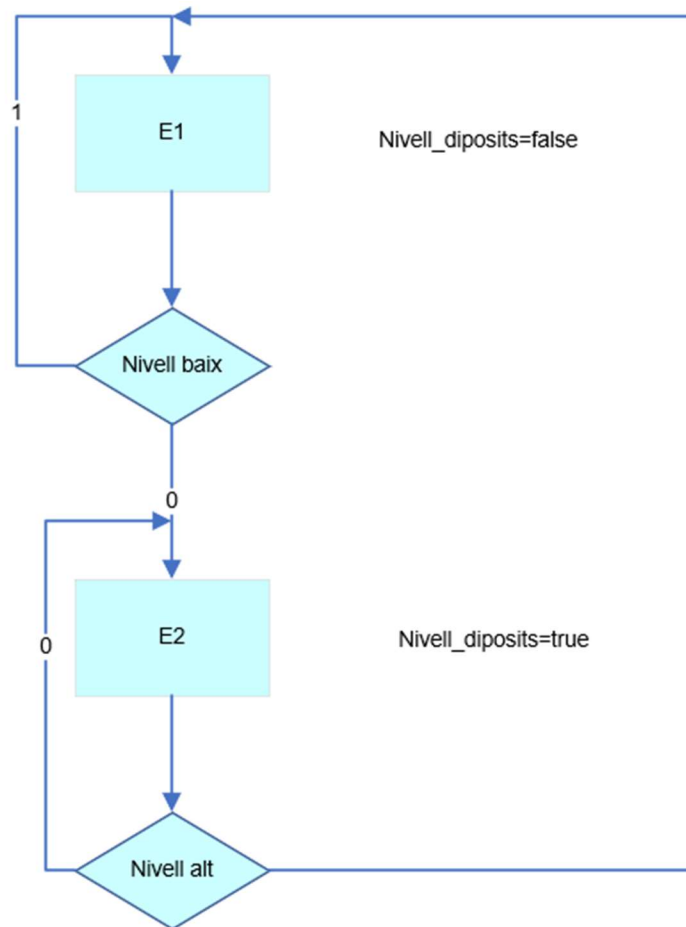 1
E1
Nivell_diposits=false
Nivell baix
0
E2
0
Nivell_diposits=true
Nivell alt